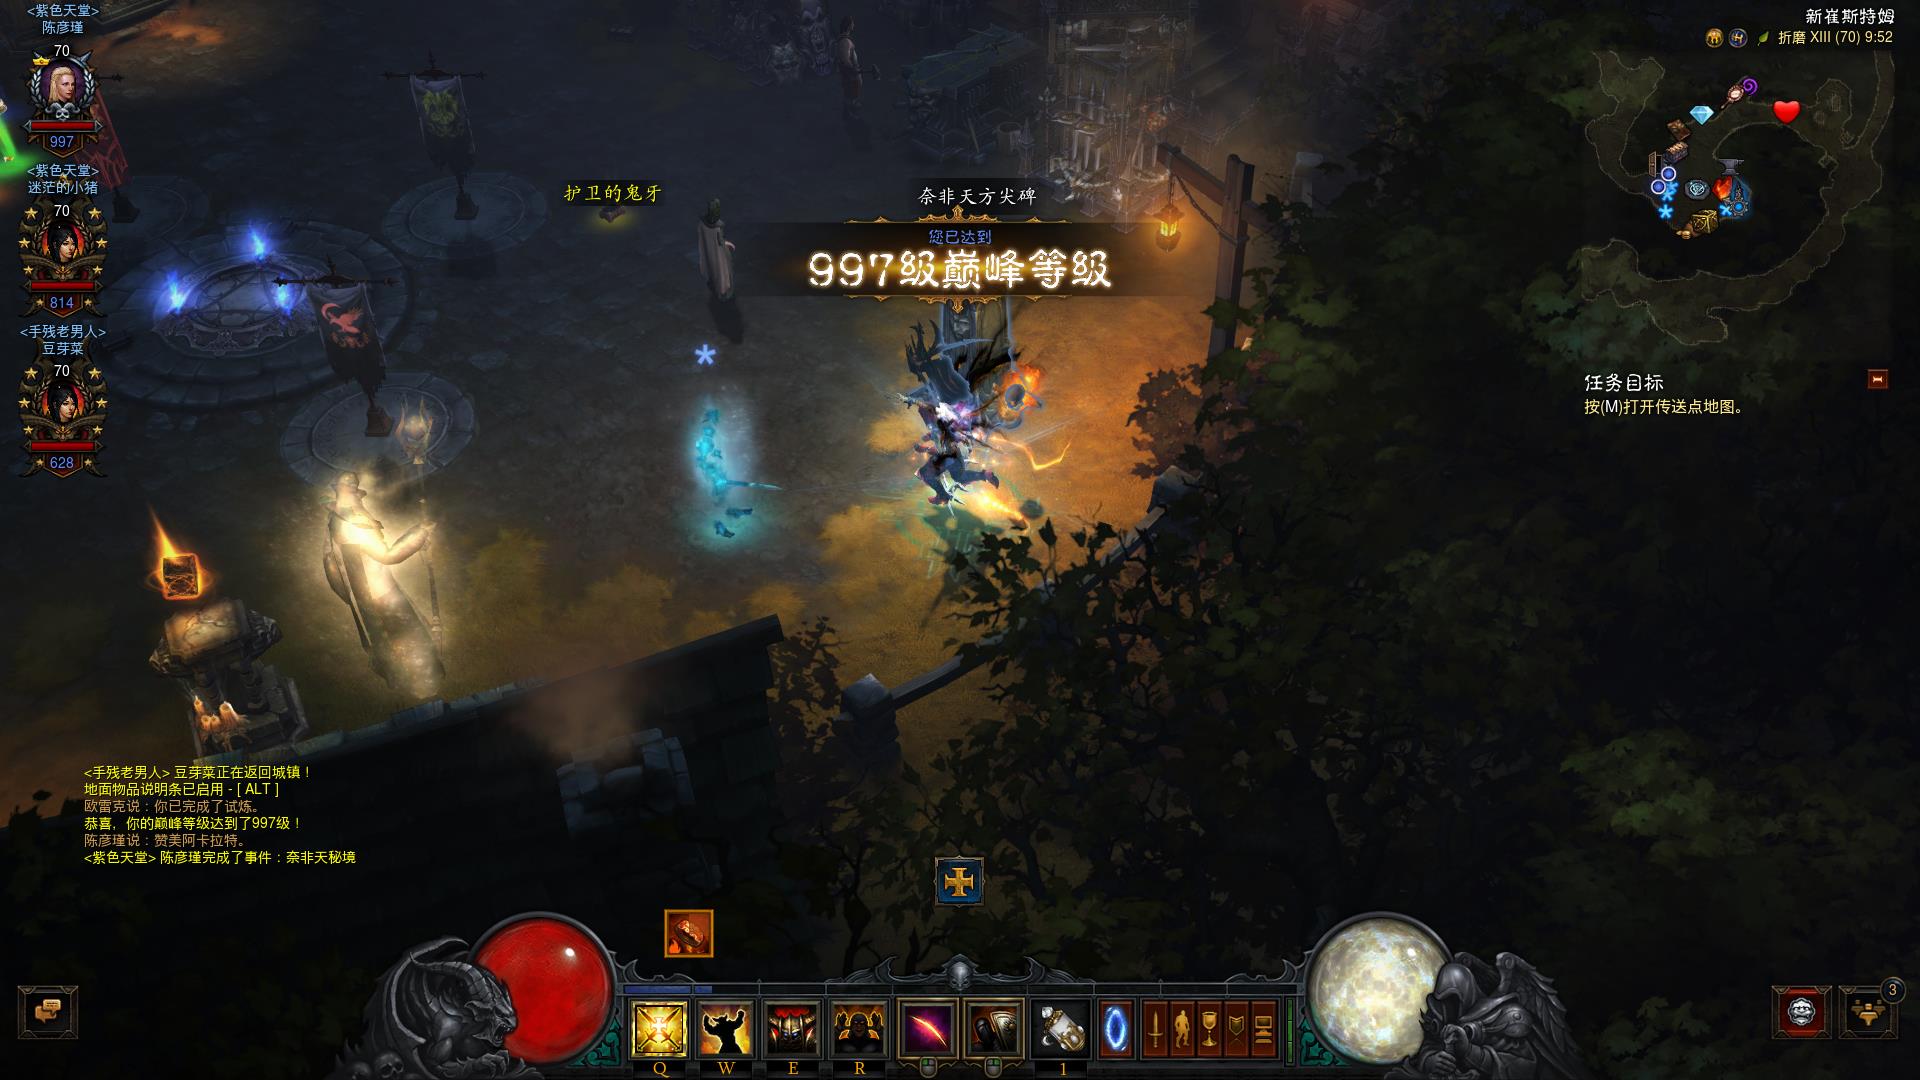 <紫色天堂>
陈彦瑾
70
997
<紫色天堂>
迷茫的小猪
70
814
<手残老男人>
豆芽菜
70
628
护卫的鬼牙
奈非天方尖碑
您已达到
997级巅峰等级
新崔斯特姆
折磨 XIII (70) 9:52
任务目标
按(M)打开传送点地图。
<手残老男人> 豆芽菜正在返回城镇！
地面物品说明条已启用 - [ ALT ]
欧雷克说：你已完成了试炼。
恭喜，你的巅峰等级达到了997级！
陈彦瑾说：赞美阿卡拉特。
<紫色天堂> 陈彦瑾完成了事件：奈非天秘境
Q W E R 1
3